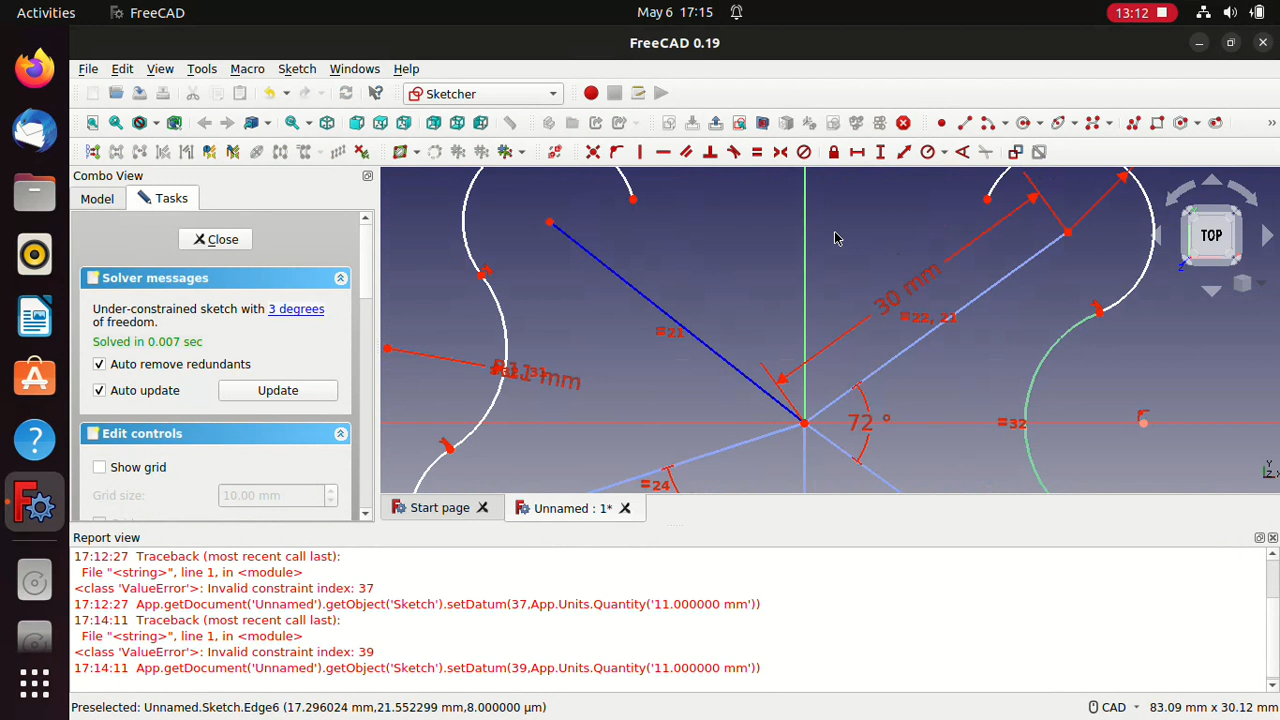 Activities FreeCAD May 6 17:15 13:12
FreeCAD 0.19
File Edit View Tools Macro Sketch Windows Help
Sketcher
Combo View
Model Tasks
Close
Solver messages
Under-constrained sketch with 3 degrees
of freedom.
Solved in 0.007 sec
Auto remove redundants
Auto update Update
Edit controls
Show grid
Grid size: 10.00 mm
30 mm
=22, 21
=21
R11 mm
72 °
=32
=24
TOP
Start page Unnamed : 1*
Report view
17:12:27 Traceback (most recent call last):
File "<string>", line 1, in <module>
<class 'ValueError'>: Invalid constraint index: 37
17:12:27 App.getDocument('Unnamed').getObject('Sketch').setDatum(37,App.Units.Quantity('11.000000 mm'))
17:14:11 Traceback (most recent call last):
File "<string>", line 1, in <module>
<class 'ValueError'>: Invalid constraint index: 39
17:14:11 App.getDocument('Unnamed').getObject('Sketch').setDatum(39,App.Units.Quantity('11.000000 mm'))
Preselected: Unnamed.Sketch.Edge6 (17.296024 mm,21.552299 mm,8.000000 µm) CAD 83.09 mm x 30.12 mm